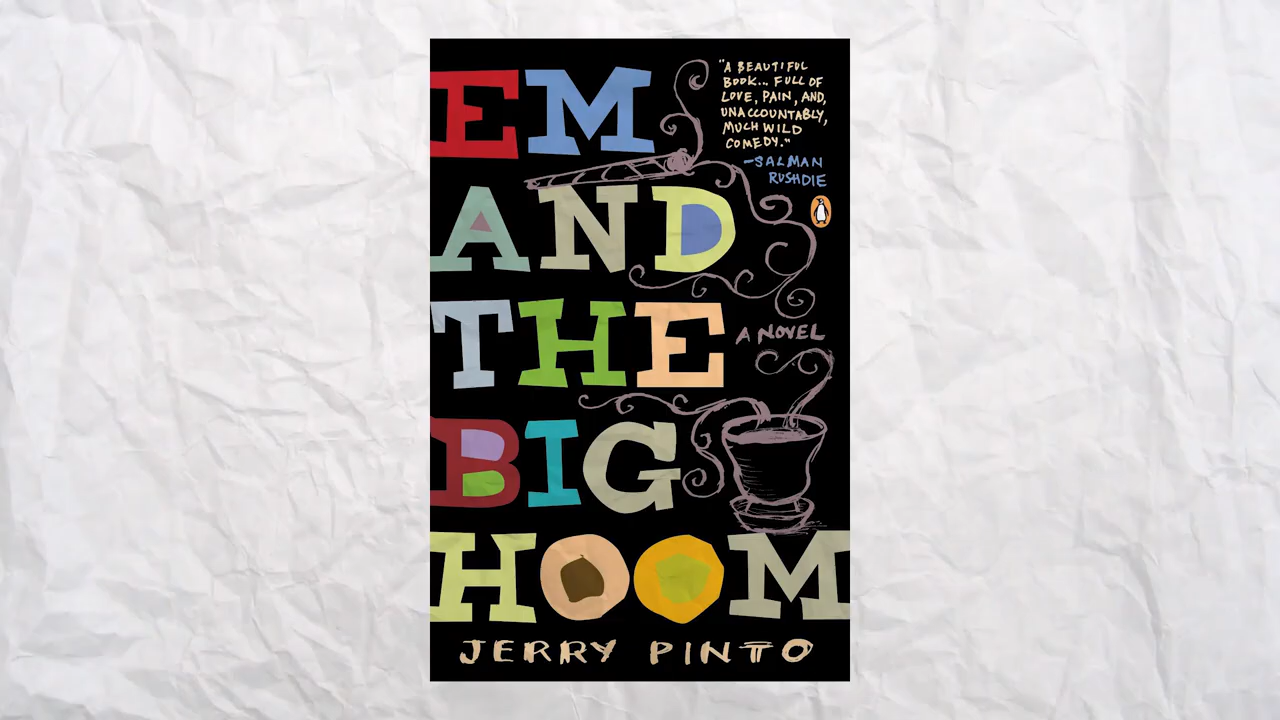 EM
"A BEAUTIFUL
BOOK... FULL OF
LOVE, PAIN, AND,
UNACCOUNTABLY,
MUCH WILD
COMEDY."
-SALMAN
RUSHDIE
AND
THE
A NOVEL
BIG
HOOM
JERRY PINTO